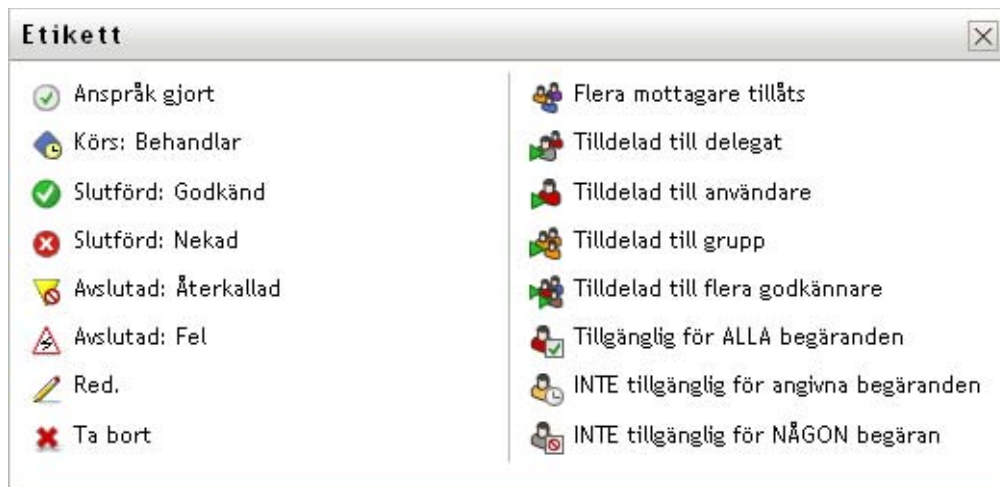 Etikett
Anspråk gjort
Körs: Behandlar
Slutförd: Godkänd
Slutförd: Nekad
Avslutad: Återkallad
Avslutad: Fel
Red.
Ta bort
Flera mottagare tillåts
Tilldelad till delegat
Tilldelad till användare
Tilldelad till grupp
Tilldelad till flera godkännare
Tillgänglig för ALLA begäranden
INTE tillgänglig för angivna begäranden
INTE tillgänglig för NÅGON begäran